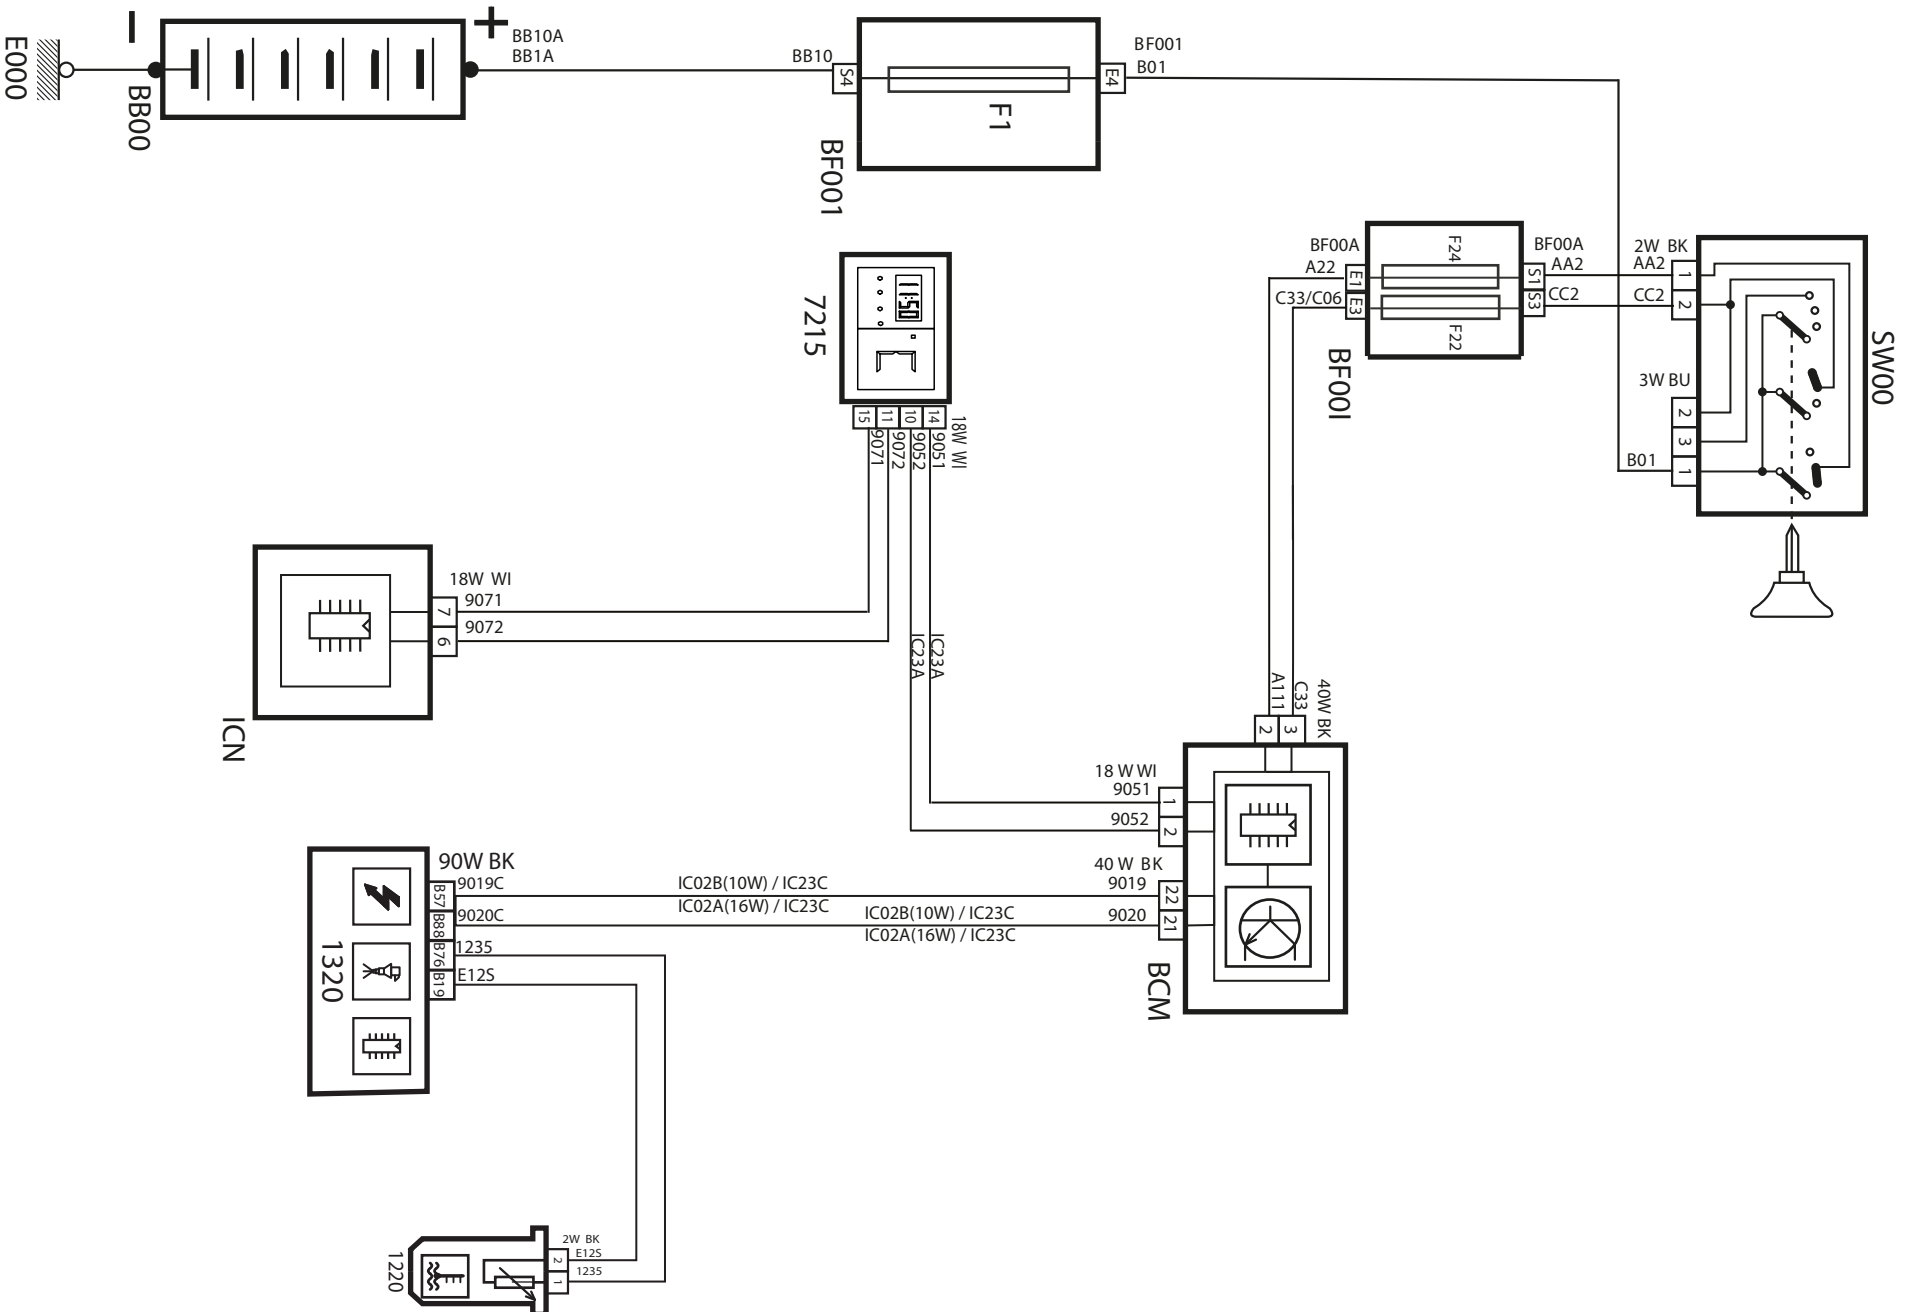 E000
BB00
BB10A
BB1A
BB10
S4
F1
BF001
E4
BF001
B01
BF00A
A22
C33/C06
E1
E3
F24
F22
S1
S3
BF00A
AA2
CC2
BF00I
2W BK
AA2
CC2
1
2
3W BU
2
3
1
B01
SW00
7215
11:50
15
11
10
14
18W WI
9071
9072
9052
9051
IC23A
IC23A
18W WI
9071
9072
7
6
ICN
A111
C33
40W BK
2
3
18 W WI
9051
9052
1
2
40 W BK
9019
9020
22
21
BCM
90W BK
9019C
9020C
1235
E12S
B57
B88
B76
B19
1320
IC02B(10W) / IC23C
IC02A(16W) / IC23C
IC02B(10W) / IC23C
IC02A(16W) / IC23C
2W BK
E12S
1235
2
1
1220